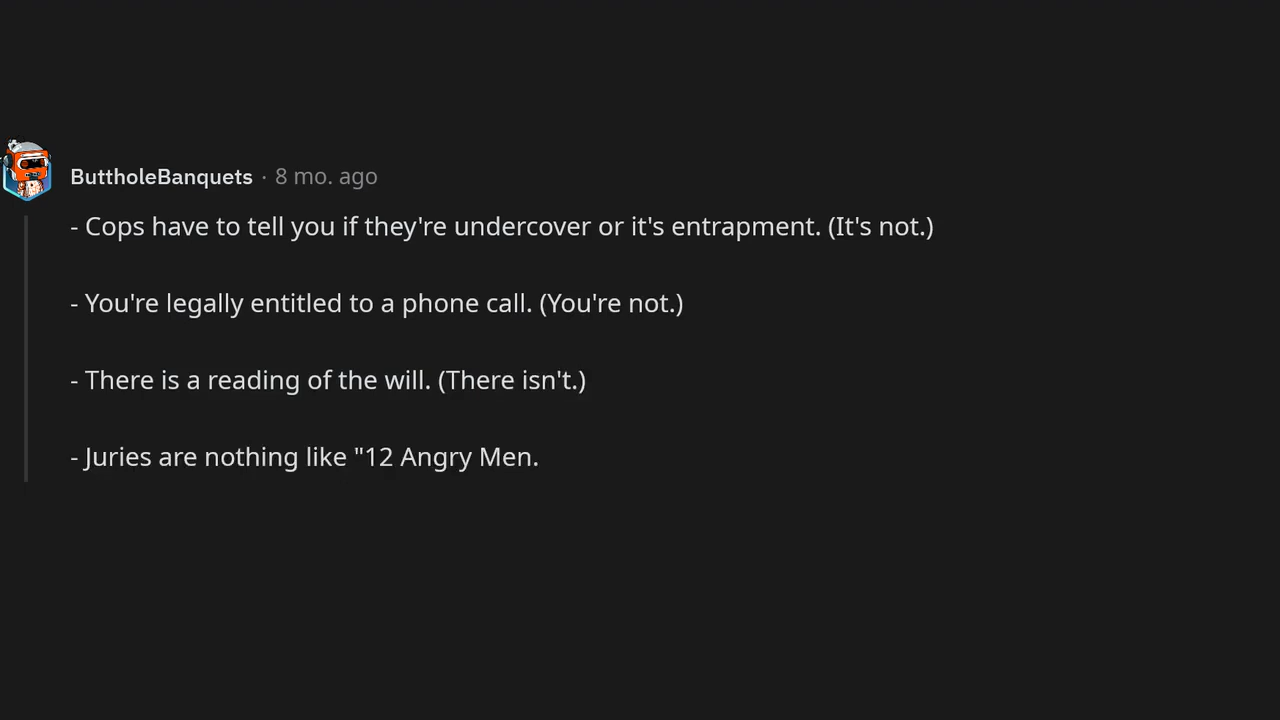 ButtholeBanquets · 8 mo. ago
- Cops have to tell you if they're undercover or it's entrapment. (It's not.)
- You're legally entitled to a phone call. (You're not.)
- There is a reading of the will. (There isn't.)
- Juries are nothing like "12 Angry Men.